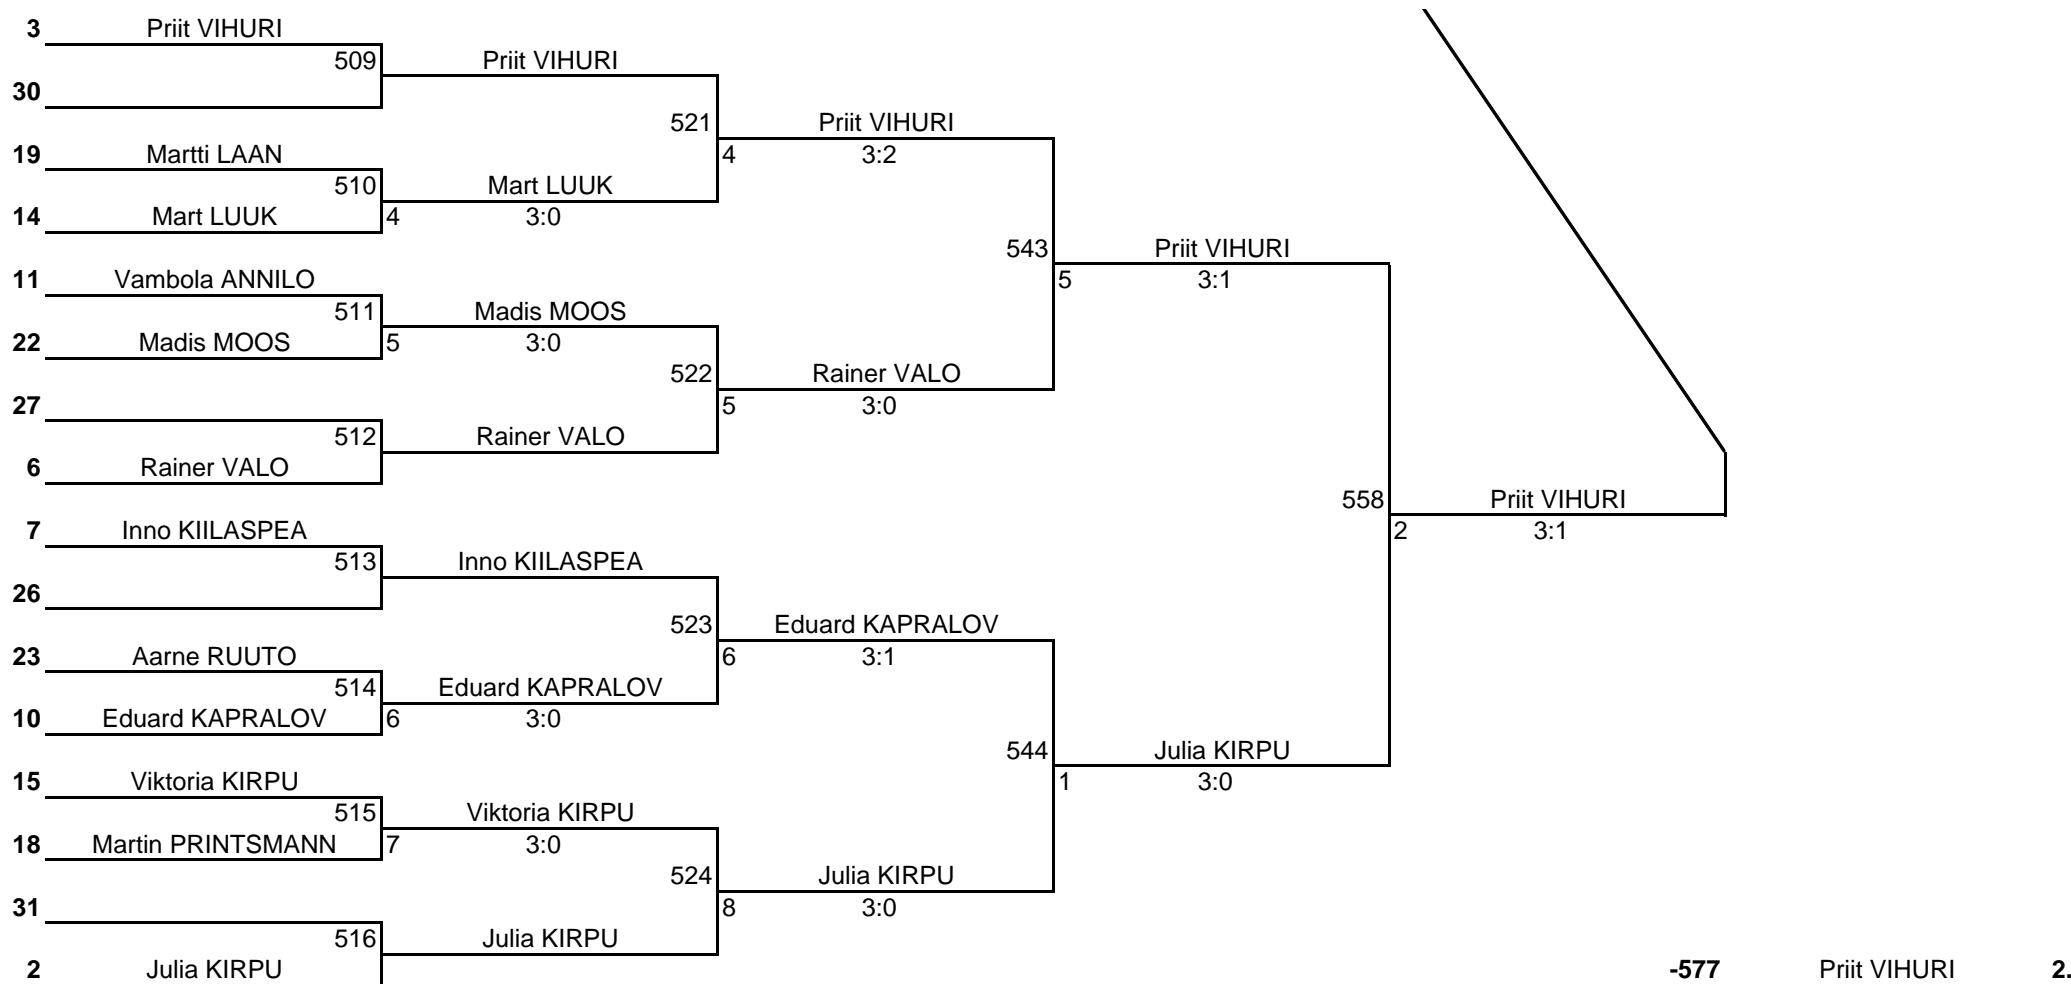 3 Priit VIHURI
509 Priit VIHURI
30
521 Priit VIHURI
19 Martti LAAN 4 3:2
510 Mart LUUK
14 Mart LUUK 4 3:0
543 Priit VIHURI
11 Vambola ANNILO 5 3:1
511 Madis MOOS
22 Madis MOOS 5 3:0
522 Rainer VALO
27 5 3:0
512 Rainer VALO
6 Rainer VALO
558 Priit VIHURI
7 Inno KIILASPEA 2 3:1
513 Inno KIILASPEA
26
523 Eduard KAPRALOV
23 Aarne RUUTO 6 3:1
514 Eduard KAPRALOV
10 Eduard KAPRALOV 6 3:0
544 Julia KIRPU
15 Viktoria KIRPU 1 3:0
515 Viktoria KIRPU
18 Martin PRINTSMANN 7 3:0
524 Julia KIRPU
31 8 3:0
516 Julia KIRPU
2 Julia KIRPU -577 Priit VIHURI 2.